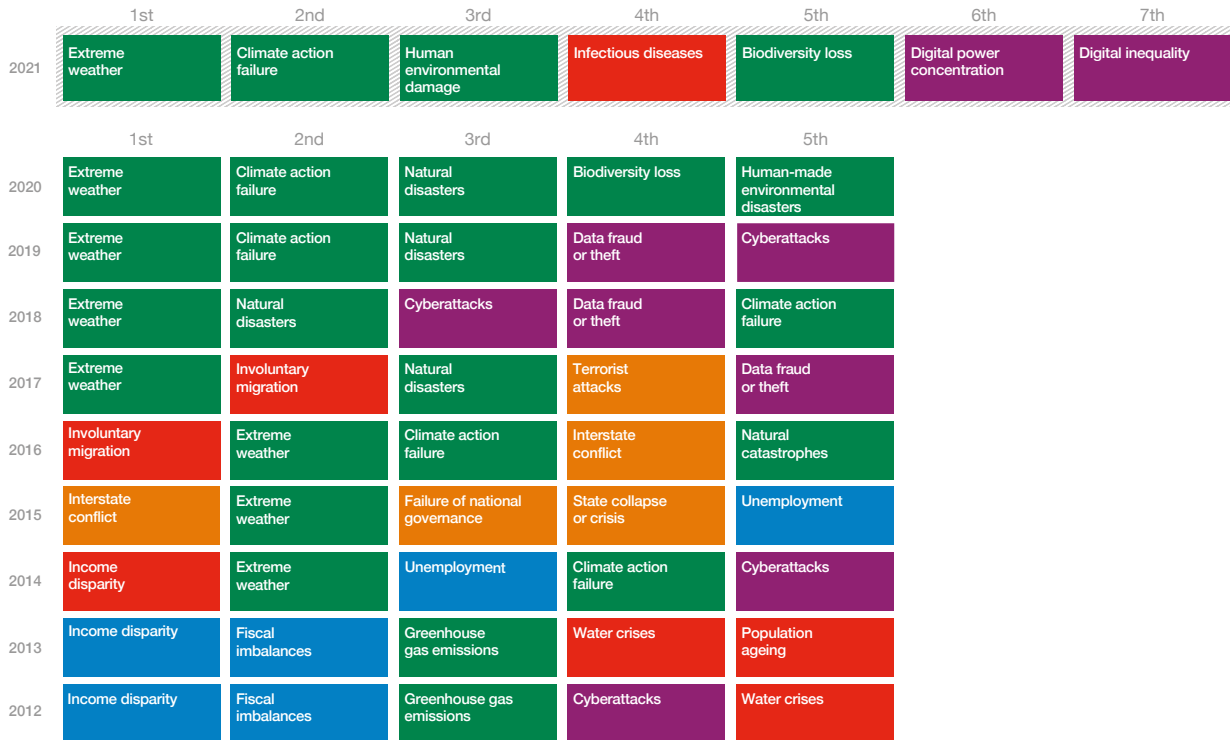 1st 2nd 3rd 4th 5th 6th 7th
2021
Extreme
weather
Climate action
failure
Human
environmental
damage
Infectious diseases
Biodiversity loss
Digital power
concentration
Digital inequality
1st 2nd 3rd 4th 5th
2020
Extreme
weather
Climate action
failure
Natural
disasters
Biodiversity loss
Human-made
environmental
disasters
2019
Extreme
weather
Climate action
failure
Natural
disasters
Data fraud
or theft
Cyberattacks
2018
Extreme
weather
Natural
disasters
Cyberattacks
Data fraud
or theft
Climate action
failure
2017
Extreme
weather
Involuntary
migration
Natural
disasters
Terrorist
attacks
Data fraud
or theft
2016
Involuntary
migration
Extreme
weather
Climate action
failure
Interstate
conflict
Natural
catastrophes
2015
Interstate
conflict
Extreme
weather
Failure of national
governance
State collapse
or crisis
Unemployment
2014
Income
disparity
Extreme
weather
Unemployment
Climate action
failure
Cyberattacks
2013
Income disparity
Fiscal
imbalances
Greenhouse
gas emissions
Water crises
Population
ageing
2012
Income disparity
Fiscal
imbalances
Greenhouse gas
emissions
Cyberattacks
Water crises